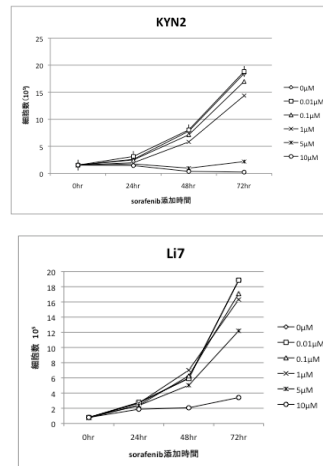 KYN2
細胞数(10⁵)
25
20
15
10
5
0
0hr 24hr 48hr 72hr
sorafenib添加時間
0μM
0.01μM
0.1μM
1μM
5μM
10μM
Li7
細胞数 10⁵
20
18
16
14
12
10
8
6
4
2
0
0hr 24hr 48hr 72hr
sorafenib添加時間
0μM
0.01μM
0.1μM
1μM
5μM
10μM